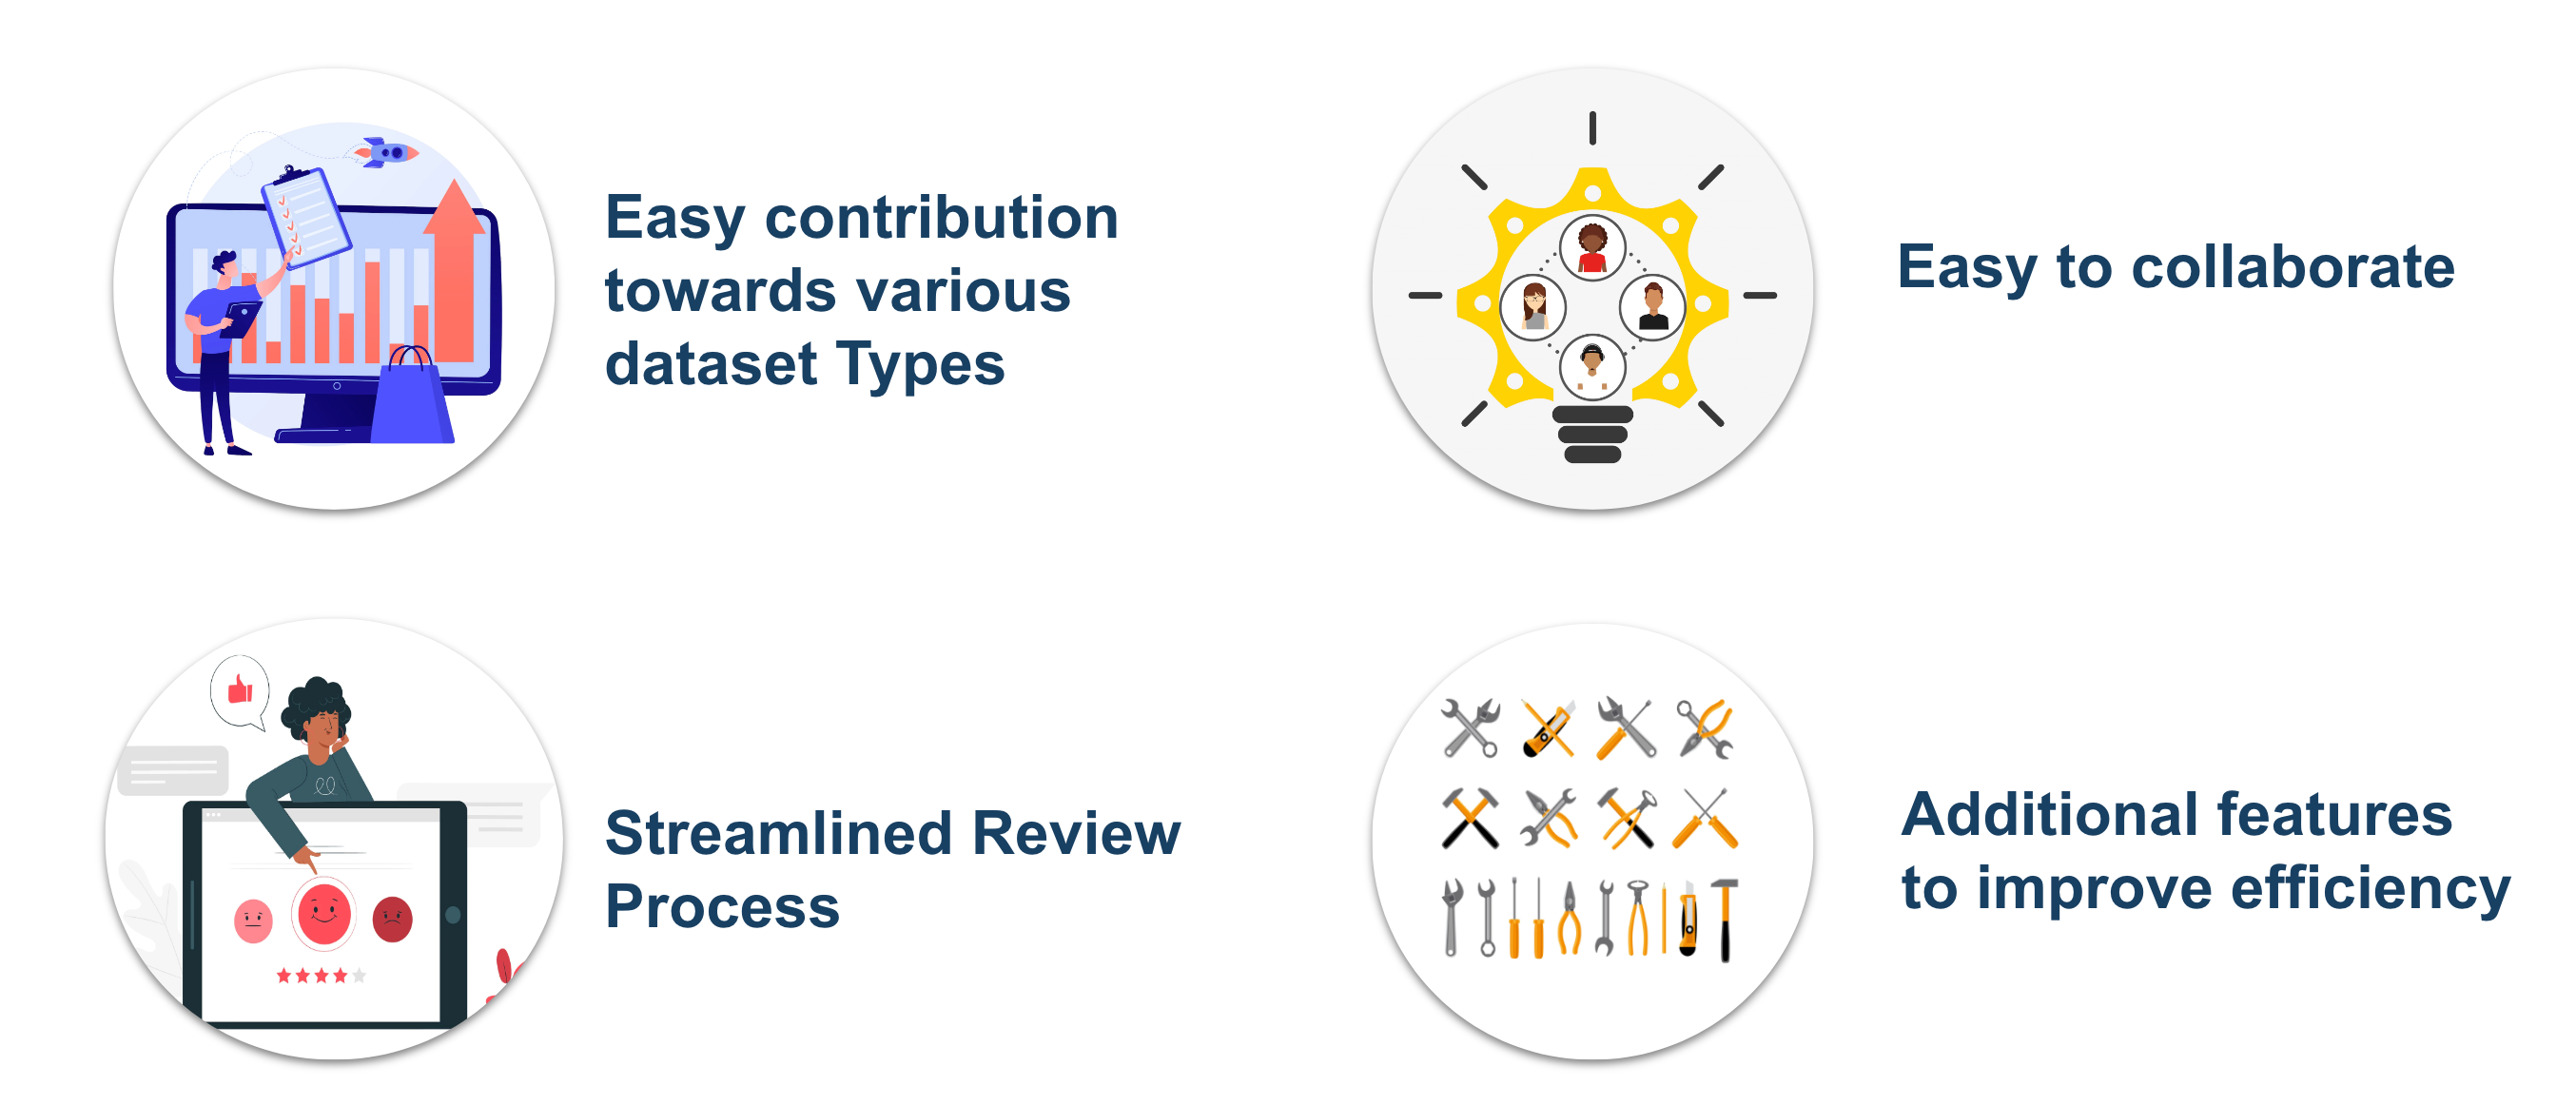 Easy contribution
towards various
dataset Types
Easy to collaborate
Streamlined Review
Process
Additional features
to improve efficiency